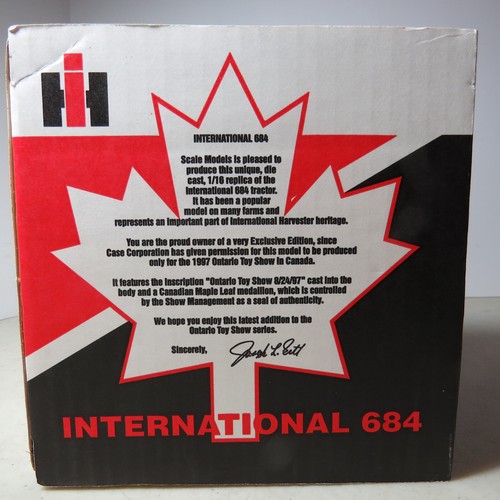 IH
INTERNATIONAL 684
Scale Models is pleased to
produce this unique, die
cast, 1/16 replica of the
International 684 tractor.
It has been a popular
model on many farms and
represents an important part of International Harvester heritage.
You are the proud owner of a very Exclusive Edition, since
Case Corporation has given permission for this model to be produced
only for the 1997 Ontario Toy Show in Canada.
It features the inscription "Ontario Toy Show 8/24/97" cast into the
body and a Canadian Maple Leaf medallion, which is controlled
by the Show Management as a seal of authenticity.
We hope you enjoy this latest addition to the
Ontario Toy Show series.
Sincerely, Joseph L. Ertl
INTERNATIONAL 684